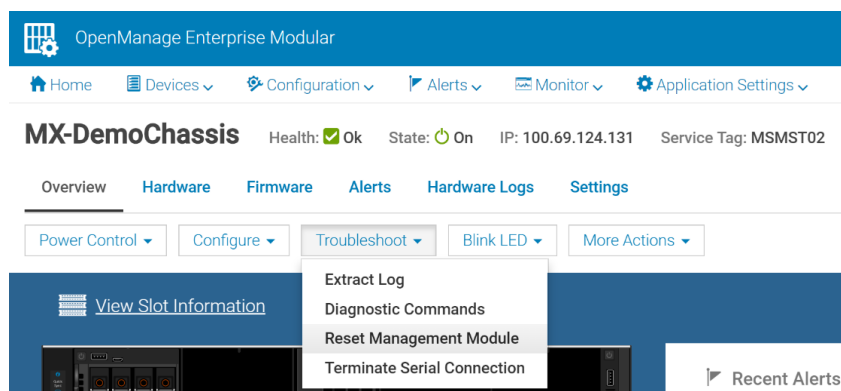 OpenManage Enterprise Modular
Home Devices Configuration Alerts Monitor Application Settings
MX-DemoChassis Health: Ok State: On IP: 100.69.124.131 Service Tag: MSMST02
Overview Hardware Firmware Alerts Hardware Logs Settings
Power Control Configure Troubleshoot Blink LED More Actions
Extract Log
View Slot Information
Diagnostic Commands
Reset Management Module
Terminate Serial Connection
Recent Alerts